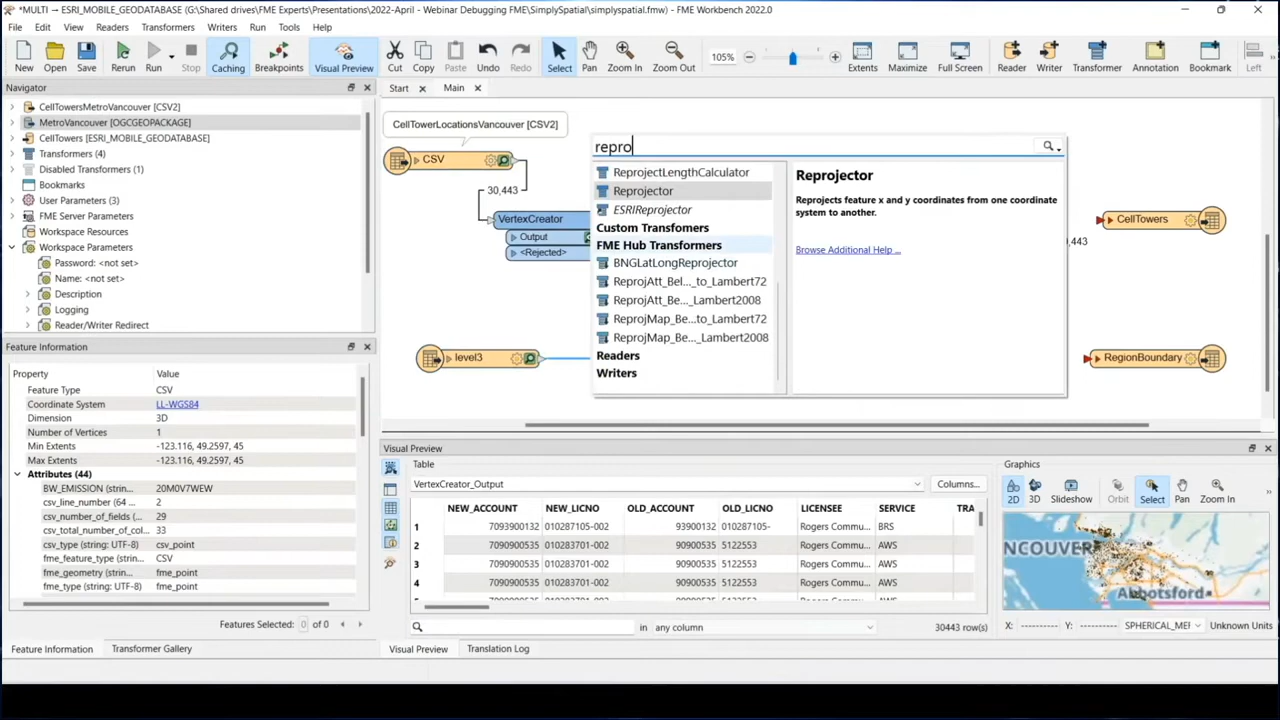 *MULTI → ESRI_MOBILE_GEODATABASE (G:\Shared drives\FME Experts\Presentations\2022-April - Webinar Debugging FME\SimplySpatial\simplyspatial.fmw) - FME Workbench 2022.0
File Edit View Readers Transformers Writers Run Tools Help
New Open Save Rerun Run Stop Caching Breakpoints Visual Preview Cut Copy Paste Undo Redo Select Pan Zoom In Zoom Out 105% Extents Maximize Full Screen Reader Writer Transformer Annotation Bookmark Left
Navigator
Start Main
CellTowersMetroVancouver [CSV2]
MetroVancouver [OGCGEOPACKAGE]
CellTowers [ESRI_MOBILE_GEODATABASE]
Transformers (4)
Disabled Transformers (1)
Bookmarks
User Parameters (3)
FME Server Parameters
Workspace Resources
Workspace Parameters
Password: <not set>
Name: <not set>
Description
Logging
Reader/Writer Redirect
CellTowerLocationsVancouver [CSV2]
CSV
30,443
VertexCreator
Output
<Rejected>
level3
repro
ReprojectLengthCalculator
Reprojector
ESRIReprojector
Custom Transfomers
FME Hub Transformers
BNGLatLongReprojector
ReprojAtt_Bel..._to_Lambert72
ReprojAtt_Be..._Lambert2008
ReprojMap_Be...to_Lambert72
ReprojMap_Be..._Lambert2008
Readers
Writers
Reprojector
Reprojects feature x and y coordinates from one coordinate
system to another.
Browse Additional Help ...
CellTowers
,443
RegionBoundary
Feature Information
Property Value
Feature Type CSV
Coordinate System LL-WGS84
Dimension 3D
Number of Vertices 1
Min Extents -123.116, 49.2597, 45
Max Extents -123.116, 49.2597, 45
Attributes (44)
BW_EMISSION (strin... 20M0V7WEW
csv_line_number (64 ... 2
csv_number_of_fields (... 29
csv_total_number_of_col... 33
csv_type (string: UTF-8) csv_point
fme_feature_type (strin... CSV
fme_geometry (strin... fme_point
fme_type (string: UTF-8) fme_point
Features Selected: 0 of 0
Feature Information Transformer Gallery
Visual Preview
Table
VertexCreator_Output Columns...
NEW_ACCOUNT NEW_LICNO OLD_ACCOUNT OLD_LICNO LICENSEE SERVICE TRA
1 7093900132 010287105-002 93900132 010287105- Rogers Commu... BRS
2 7090900535 010283701-002 90900535 5122553 Rogers Commu... AWS
3 7090900535 010283701-002 90900535 5122553 Rogers Commu... AWS
4 7090900535 010283701-002 90900535 5122553 Rogers Commu... AWS
in any column 30443 row(s)
Visual Preview Translation Log
Graphics
2D 3D Slideshow Orbit Select Pan Zoom In
NCOUVER
Abbotsford
X: ---------- Y: ---------- SPHERICAL_MEI Unknown Units